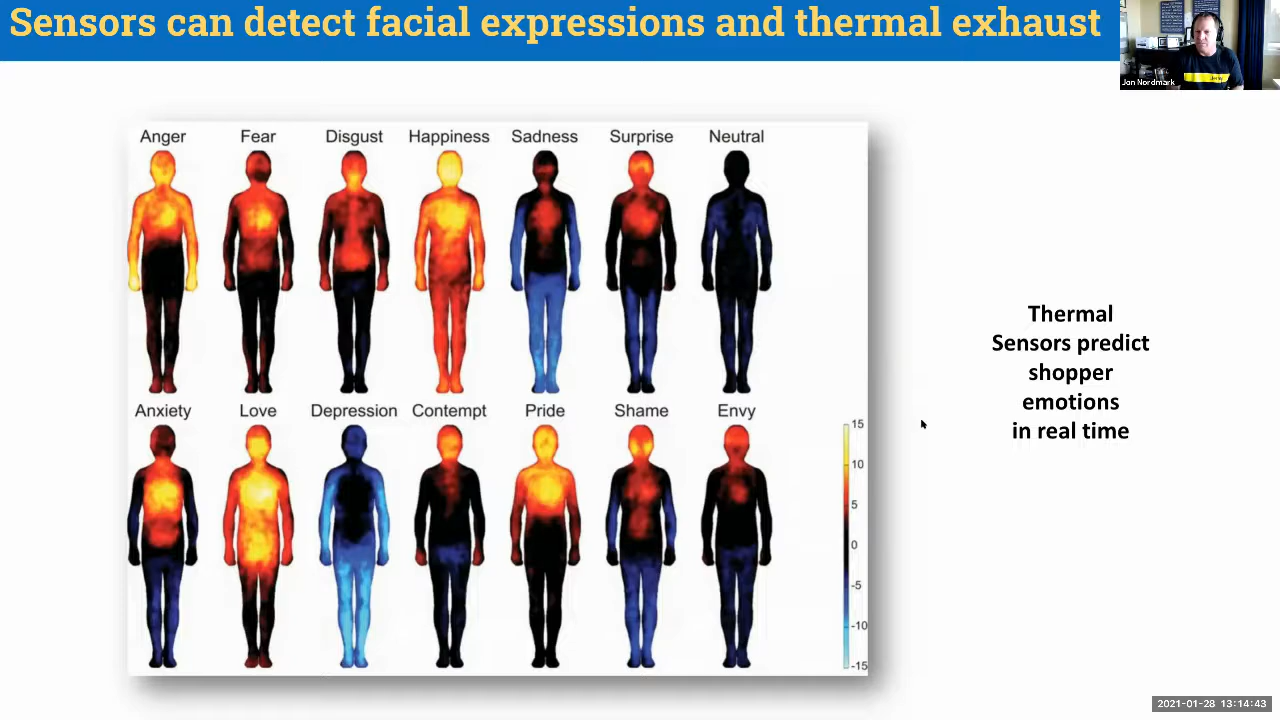 Sensors can detect facial expressions and thermal exhaust
Jon Nordmark
Anger Fear Disgust Happiness Sadness Surprise Neutral
Anxiety Love Depression Contempt Pride Shame Envy
15
10
5
0
-5
-10
-15
Thermal
Sensors predict
shopper
emotions
in real time
2021-01-28 13:14:43